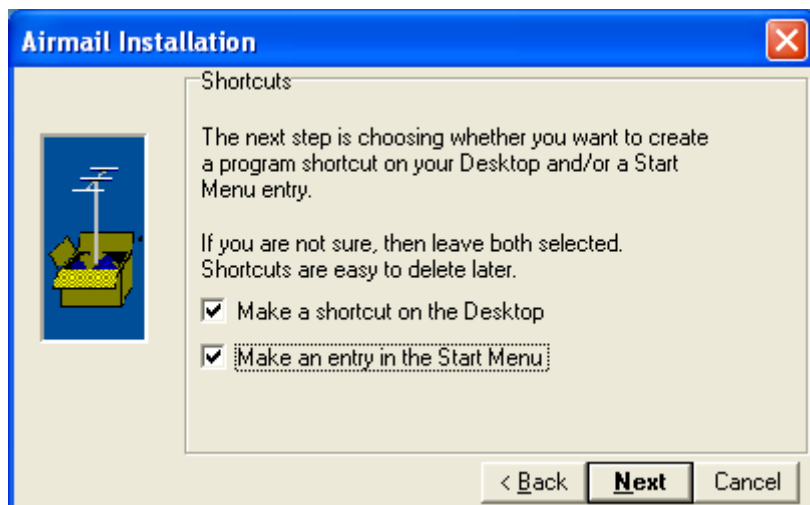 Airmail Installation
Shortcuts
The next step is choosing whether you want to create
a program shortcut on your Desktop and/or a Start
Menu entry.
If you are not sure, then leave both selected.
Shortcuts are easy to delete later.
Make a shortcut on the Desktop
Make an entry in the Start Menu
< Back Next Cancel